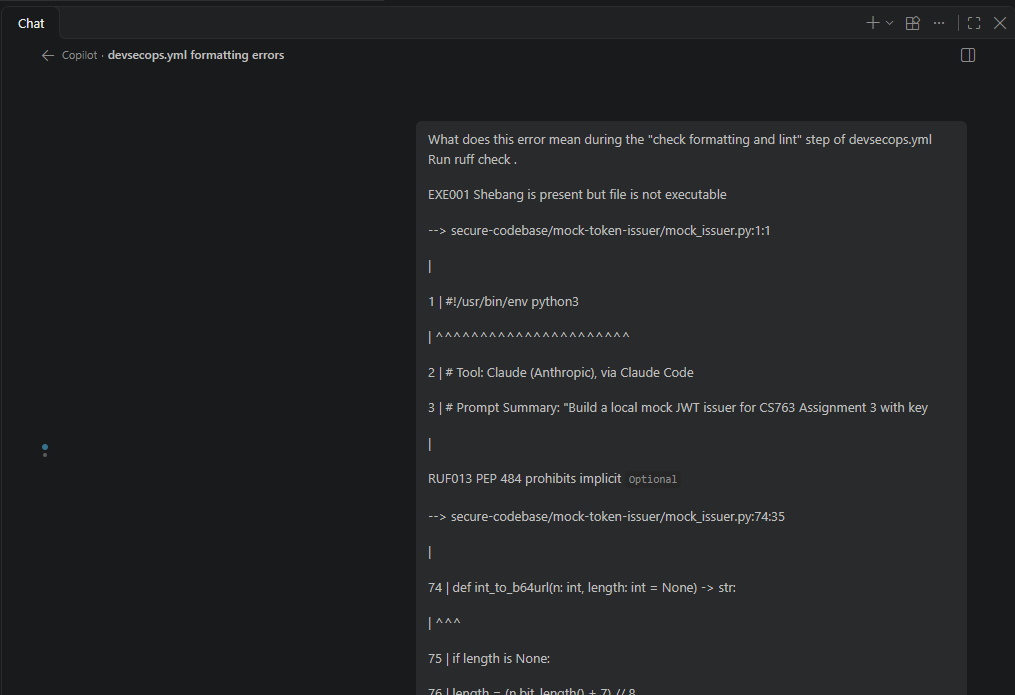 Chat
Copilot · devsecops.yml formatting errors
What does this error mean during the "check formatting and lint" step of devsecops.yml
Run ruff check .
EXE001 Shebang is present but file is not executable
--> secure-codebase/mock-token-issuer/mock_issuer.py:1:1
|
1 | #!/usr/bin/env python3
| ^^^^^^^^^^^^^^^^^^^^^^
2 | # Tool: Claude (Anthropic), via Claude Code
3 | # Prompt Summary: "Build a local mock JWT issuer for CS763 Assignment 3 with key
|
RUF013 PEP 484 prohibits implicit Optional
--> secure-codebase/mock-token-issuer/mock_issuer.py:74:35
|
74 | def int_to_b64url(n: int, length: int = None) -> str:
| ^^^
75 | if length is None:
76 | length = (n.bit_length() + 7) // 8